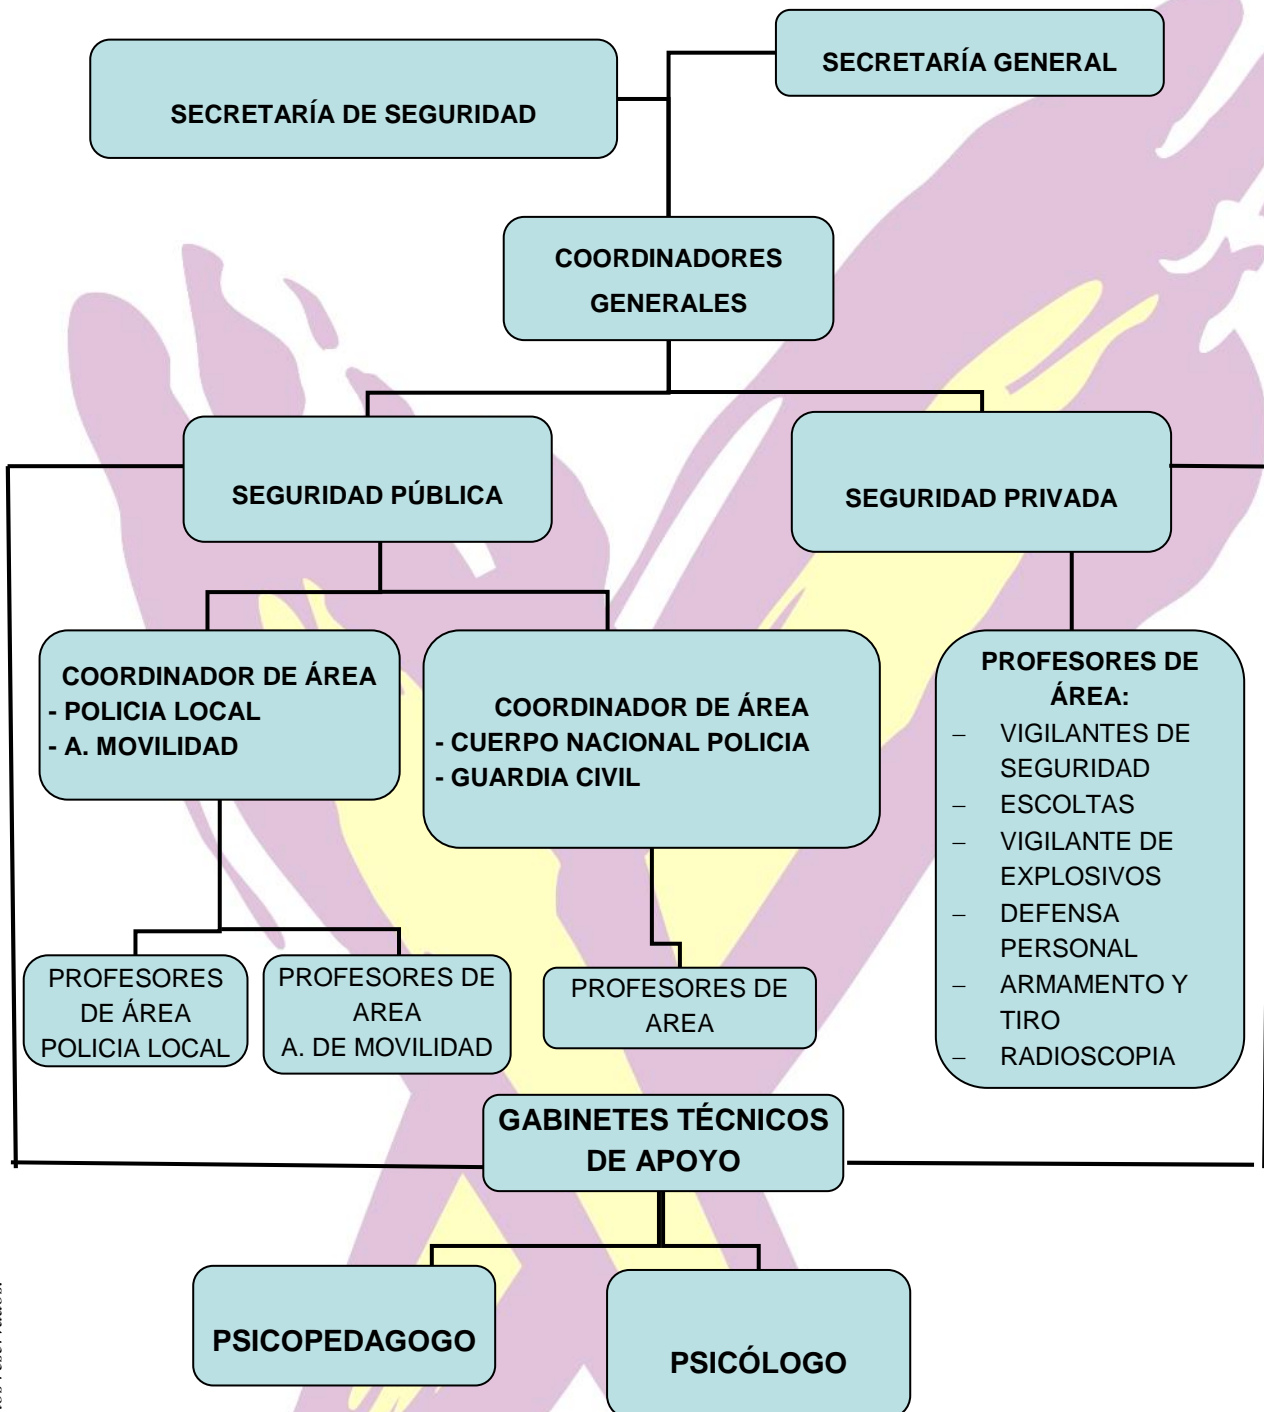 SECRETARÍA GENERAL
SECRETARÍA DE SEGURIDAD
COORDINADORES
GENERALES
SEGURIDAD PÚBLICA
SEGURIDAD PRIVADA
COORDINADOR DE ÁREA
- POLICIA LOCAL
- A. MOVILIDAD
COORDINADOR DE ÁREA
- CUERPO NACIONAL POLICIA
- GUARDIA CIVIL
PROFESORES DE
ÁREA:
– VIGILANTES DE
SEGURIDAD
– ESCOLTAS
– VIGILANTE DE
EXPLOSIVOS
– DEFENSA
PERSONAL
– ARMAMENTO Y
TIRO
– RADIOSCOPIA
PROFESORES
DE ÁREA
POLICIA LOCAL
PROFESORES DE
AREA
A. DE MOVILIDAD
PROFESORES DE
AREA
GABINETES TÉCNICOS
DE APOYO
PSICOPEDAGOGO
PSICÓLOGO